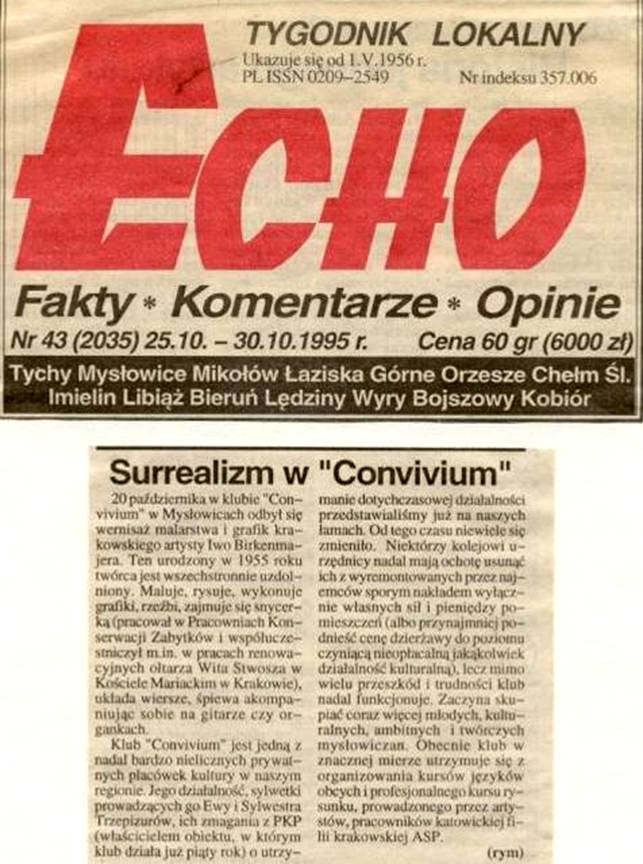 TYGODNIK LOKALNY
Ukazuje się od 1.V.1956 r.
PL ISSN 0209–2549 Nr indeksu 357.006
ECHO
Fakty * Komentarze * Opinie
Nr 43 (2035) 25.10. – 30.10.1995 r. Cena 60 gr (6000 zł)
Tychy Mysłowice Mikołów Łaziska Górne Orzesze Chełm Śl.
Imielin Libiąż Bieruń Lędziny Wyry Bojszowy Kobiór
Surrealizm w "Convivium"
20 października w klubie "Con-
vivium" w Mysłowicach odbył się
wernisaż malarstwa i grafik kra-
kowskiego artysty Iwo Birkenma-
jera. Ten urodzony w 1955 roku
twórca jest wszechstronnie uzdol-
niony. Maluje, rysuje, wykonuje
grafiki, rzeźbi, zajmuje się snycer-
ką (pracował w Pracowniach Kon-
serwacji Zabytków i współucze-
stniczył m.in. w pracach renowa-
cyjnych ołtarza Wita Stwosza w
Kościele Mariackim w Krakowie),
układa wiersze, śpiewa akompa-
niując sobie na gitarze czy or-
gankach.
Klub "Convivium" jest jedną z
nadal bardzo nielicznych prywat-
nych placówek kultury w naszym
regionie. Jego działalność, sylwetki
prowadzących go Ewy i Sylwestra
Trzepizurów, ich zmagania z PKP
(właścicielem obiektu, w którym
klub działa już piąty rok) o utrzy-
manie dotychczasowej działalności
przedstawialiśmy już na naszych
łamach. Od tego czasu niewiele się
zmieniło. Niektórzy kolejowi u-
rzędnicy nadal mają ochotę usunąć
ich z wyremontowanych przez naj-
emców sporym nakładem wyłącz-
nie własnych sił i pieniędzy po-
mieszczeń (albo przynajmniej po-
dnieść cenę dzierżawy do poziomu
czyniącą nieopłacalną jakąkolwiek
działalność kulturalną), lecz mimo
wielu przeszkód i trudności klub
nadal funkcjonuje. Zaczyna sku-
piać coraz więcej młodych, kultu-
ralnych, ambitnych i twórczych
mysłowiczan. Obecnie klub w
znacznej mierze utrzymuje się z
organizowania kursów języków
obcych i profesjonalnego kursu ry-
sunku, prowadzonego przez arty-
stów, pracowników katowickiej fi-
lii krakowskiej ASP.
(rym)